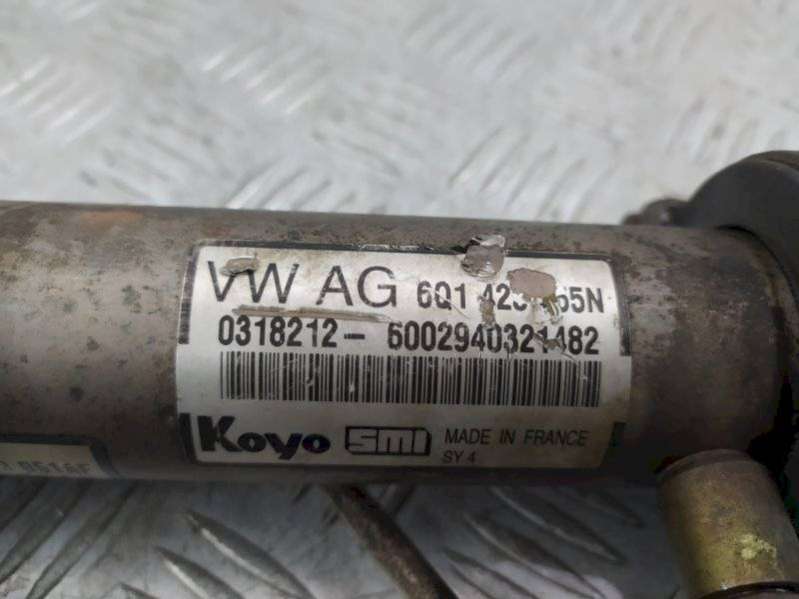 VW AG 6Q1
0318212- 6002940321482
Koyo smi MADE IN FRANCE
SY 4